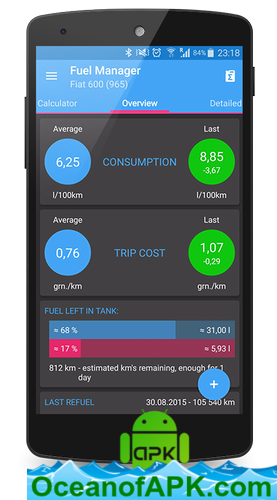 84% 23:18
Fuel Manager
Fiat 600 (965)
Calculator Overview Detailed
Average Last
6,25 CONSUMPTION 8,85
-3,67
l/100km l/100km
Average Last
0,76 TRIP COST 1,07
-0,29
grn./km grn./km
FUEL LEFT IN TANK:
≈ 68 % ≈ 31,00 l
≈ 17 % ≈ 5,93 l
812 km - estimated km's remaining, enough for 1
day
+
LAST REFUEL 30.08.2015 - 105 540 km
APK
OceanofAPK.com